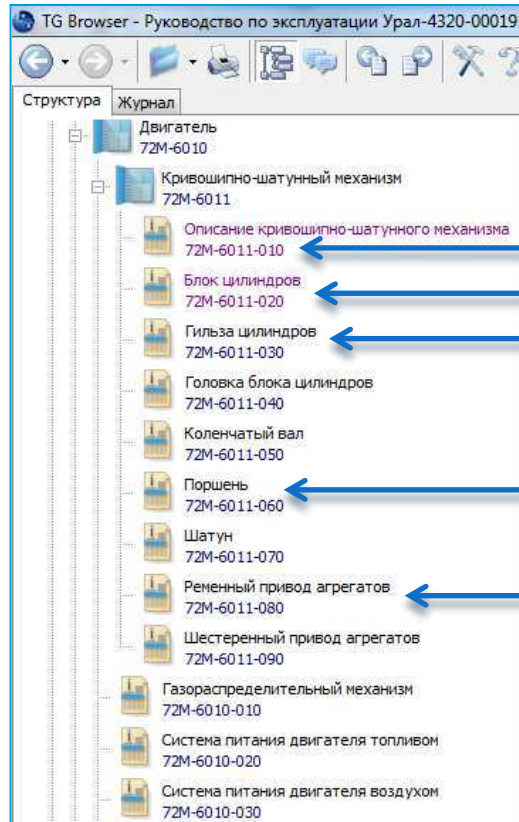 TG Browser - Руководство по эксплуатации Урал-4320-00019
Структура Журнал
Двигатель
72М-6010
Кривошипно-шатунный механизм
72М-6011
Описание кривошипно-шатунного механизма
72М-6011-010
Блок цилиндров
72М-6011-020
Гильза цилиндров
72М-6011-030
Головка блока цилиндров
72М-6011-040
Коленчатый вал
72М-6011-050
Поршень
72М-6011-060
Шатун
72М-6011-070
Ременный привод агрегатов
72М-6011-080
Шестеренный привод агрегатов
72М-6011-090
Газораспределительный механизм
72М-6010-010
Система питания двигателя топливом
72М-6010-020
Система питания двигателя воздухом
72М-6010-030